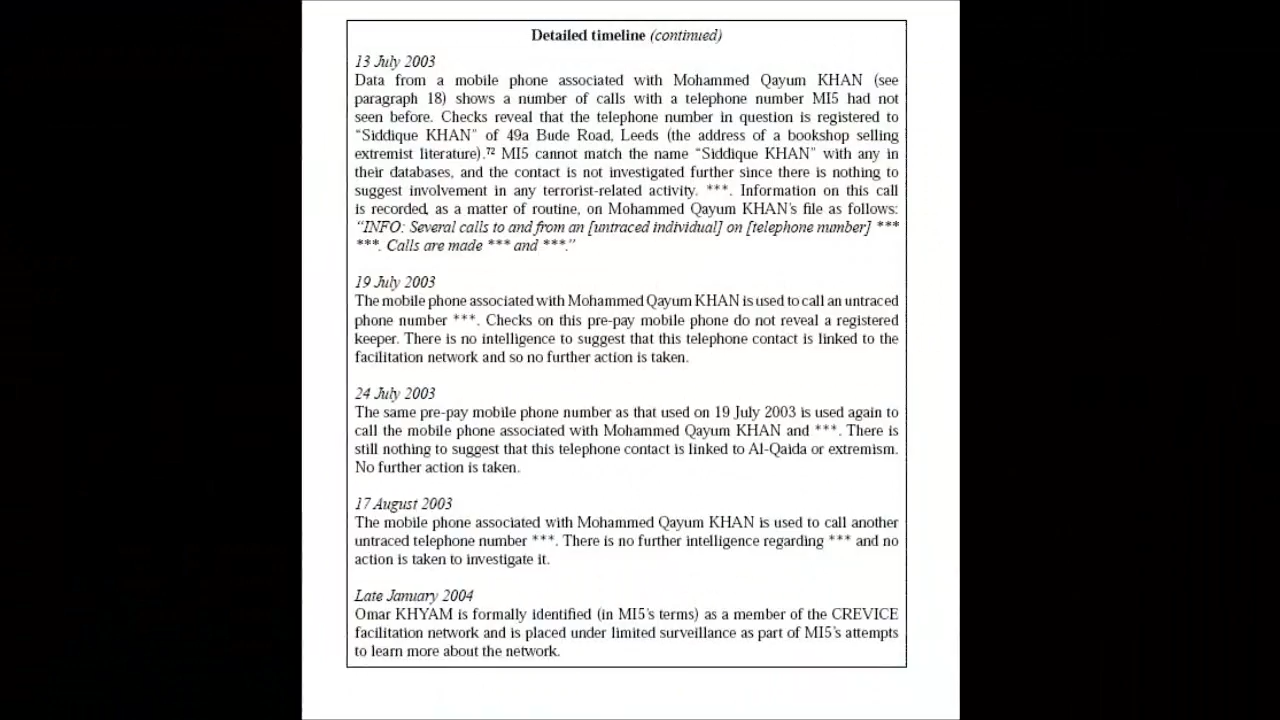 Detailed timeline (continued)
13 July 2003
Data from a mobile phone associated with Mohammed Qayum KHAN (see
paragraph 18) shows a number of calls with a telephone number MI5 had not
seen before. Checks reveal that the telephone number in question is registered to
“Siddique KHAN” of 49a Bude Road, Leeds (the address of a bookshop selling
extremist literature).⁷² MI5 cannot match the name “Siddique KHAN” with any in
their databases, and the contact is not investigated further since there is nothing to
suggest involvement in any terrorist-related activity. ***. Information on this call
is recorded, as a matter of routine, on Mohammed Qayum KHAN’s file as follows:
“INFO: Several calls to and from an [untraced individual] on [telephone number] ***
***. Calls are made *** and ***.”
19 July 2003
The mobile phone associated with Mohammed Qayum KHAN is used to call an untraced
phone number ***. Checks on this pre-pay mobile phone do not reveal a registered
keeper. There is no intelligence to suggest that this telephone contact is linked to the
facilitation network and so no further action is taken.
24 July 2003
The same pre-pay mobile phone number as that used on 19 July 2003 is used again to
call the mobile phone associated with Mohammed Qayum KHAN and ***. There is
still nothing to suggest that this telephone contact is linked to Al-Qaida or extremism.
No further action is taken.
17 August 2003
The mobile phone associated with Mohammed Qayum KHAN is used to call another
untraced telephone number ***. There is no further intelligence regarding *** and no
action is taken to investigate it.
Late January 2004
Omar KHYAM is formally identified (in MI5’s terms) as a member of the CREVICE
facilitation network and is placed under limited surveillance as part of MI5’s attempts
to learn more about the network.